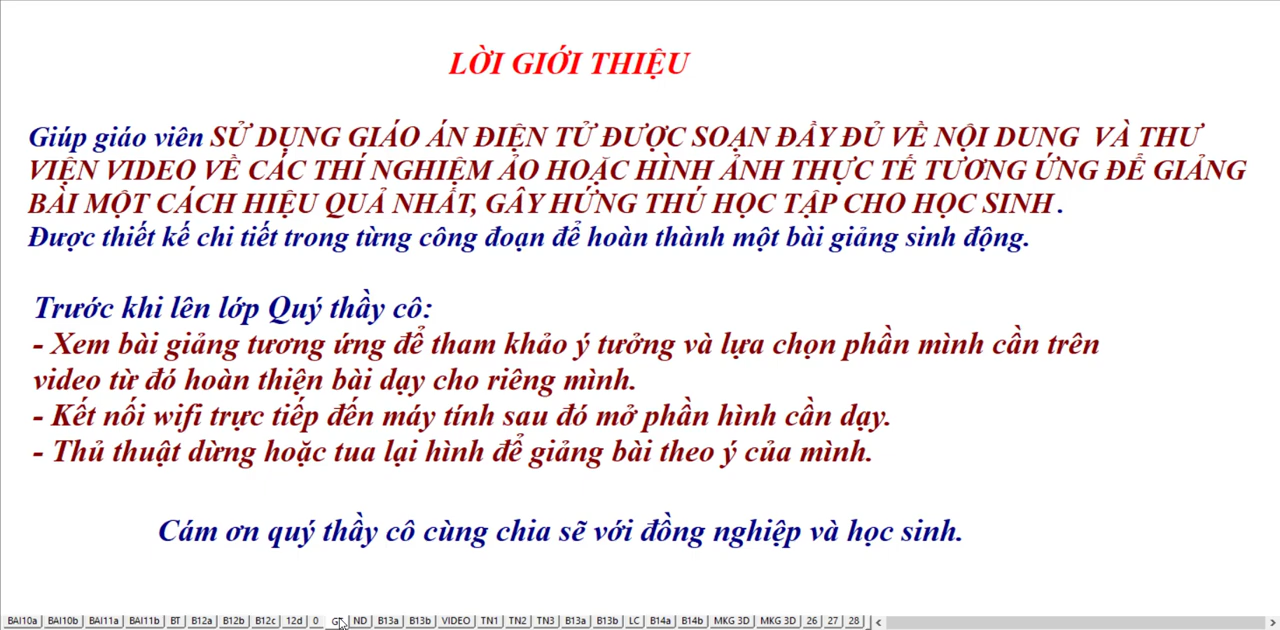 LỜI GIỚI THIỆU
Giúp giáo viên SỬ DỤNG GIÁO ÁN ĐIỆN TỬ ĐƯỢC SOẠN ĐẦY ĐỦ VỀ NỘI DUNG VÀ THƯ
VIỆN VIDEO VỀ CÁC THÍ NGHIỆM ẢO HOẶC HÌNH ẢNH THỰC TẾ TƯƠNG ỨNG ĐỂ GIẢNG
BÀI MỘT CÁCH HIỆU QUẢ NHẤT, GÂY HỨNG THÚ HỌC TẬP CHO HỌC SINH .
Được thiết kế chi tiết trong từng công đoạn để hoàn thành một bài giảng sinh động.
Trước khi lên lớp Quý thầy cô:
- Xem bài giảng tương ứng để tham khảo ý tưởng và lựa chọn phần mình cần trên
video từ đó hoàn thiện bài dạy cho riêng mình.
- Kết nối wifi trực tiếp đến máy tính sau đó mở phần hình cần dạy.
- Thủ thuật dừng hoặc tua lại hình để giảng bài theo ý của mình.
Cám ơn quý thầy cô cùng chia sẽ với đồng nghiệp và học sinh.
BAI10a BAI10b BAI11a BAI11b BT B12a B12b B12c 12d 0 ND B13a B13b VIDEO TN1 TN2 TN3 B13a B13b LC B14a B14b MKG 3D MKG 3D 26 27 28